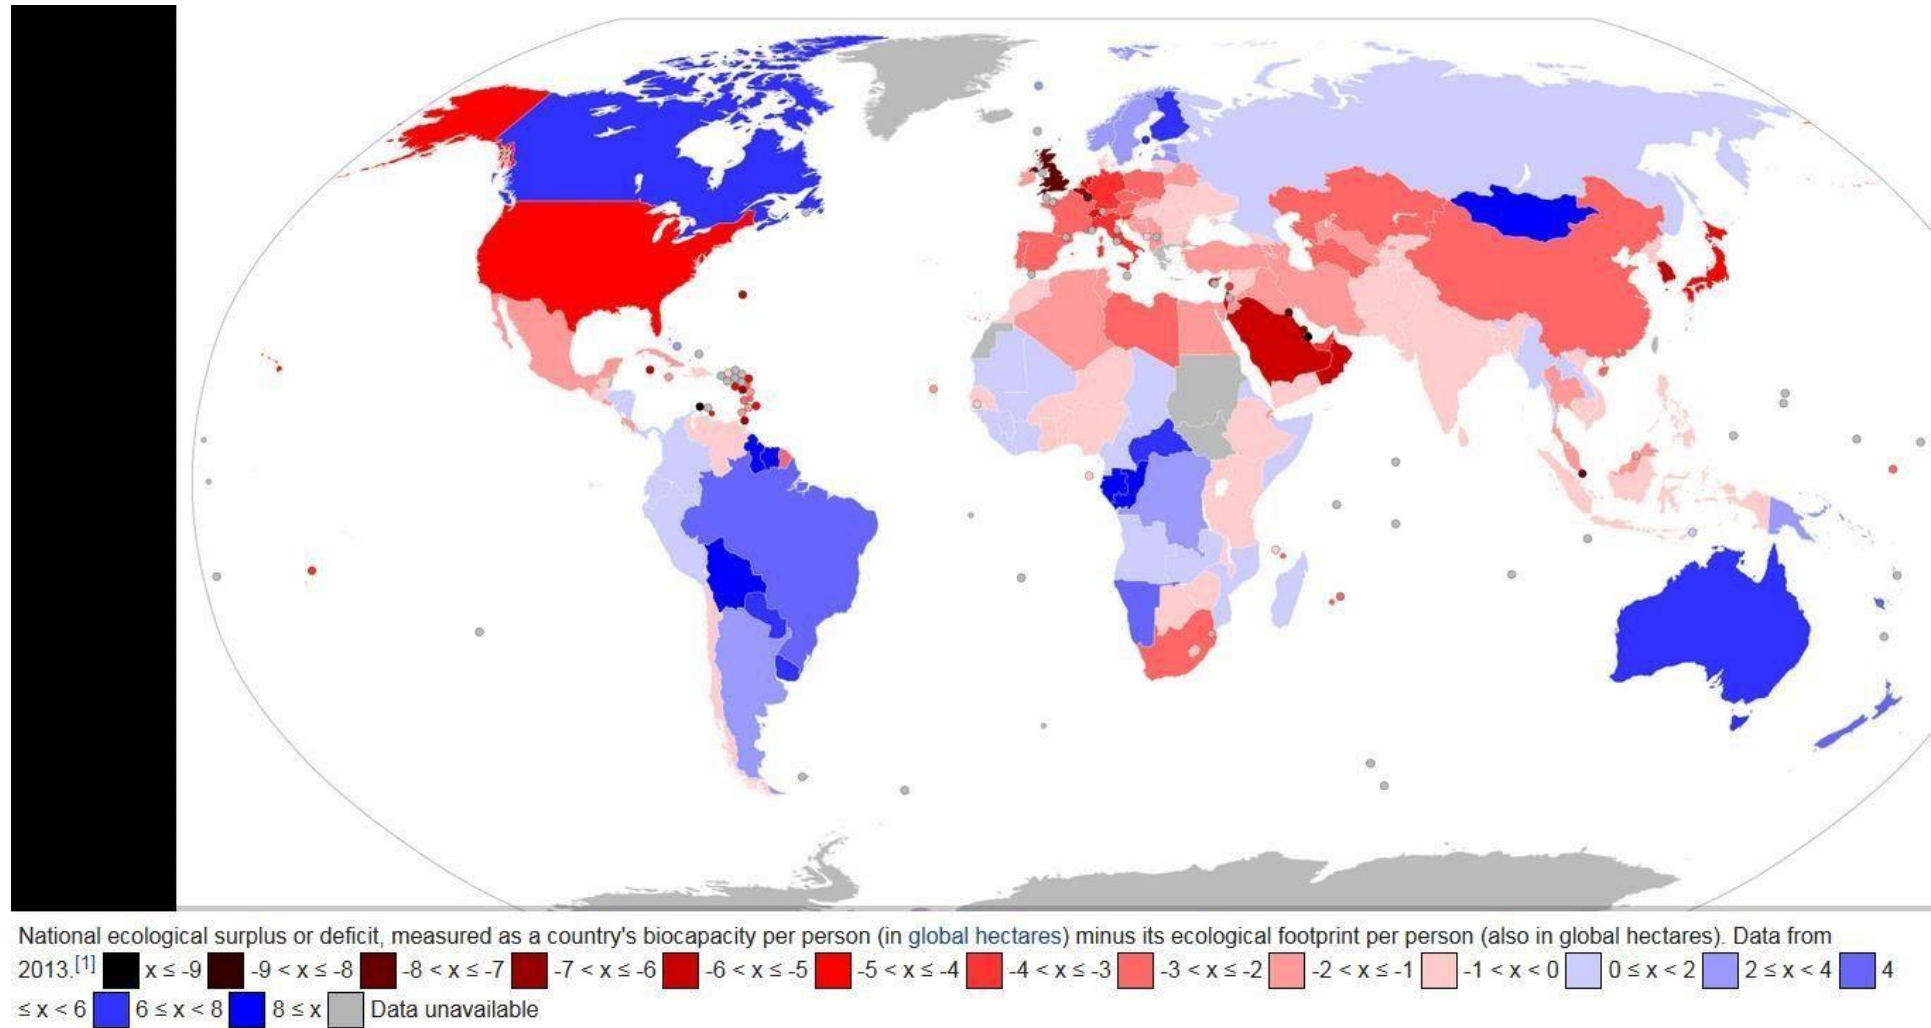 National ecological surplus or deficit, measured as a country's biocapacity per person (in global hectares) minus its ecological footprint per person (also in global hectares). Data from
2013.[1] x ≤ -9 -9 < x ≤ -8 -8 < x ≤ -7 -7 < x ≤ -6 -6 < x ≤ -5 -5 < x ≤ -4 -4 < x ≤ -3 -3 < x ≤ -2 -2 < x ≤ -1 -1 < x < 0 0 ≤ x < 2 2 ≤ x < 4 4
≤ x < 6 6 ≤ x < 8 8 ≤ x Data unavailable